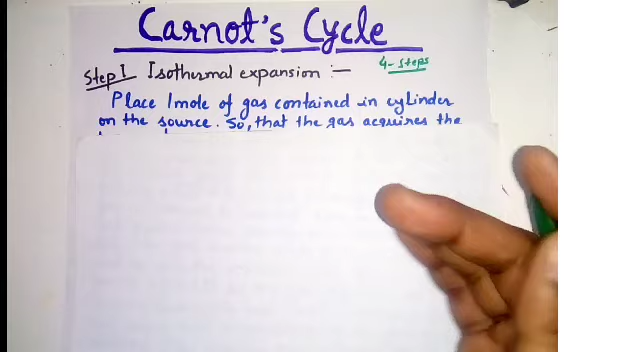 Carnot's Cycle
4-steps
Step I Isothermal expansion :-
Place 1mole of gas contained in cylinder
on the source. So, that the gas acquires the